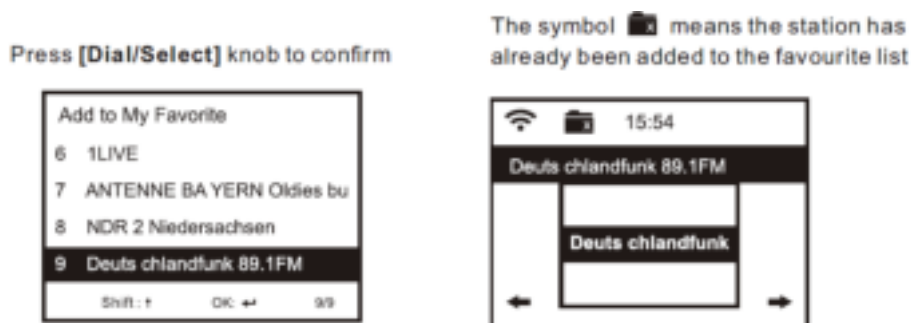 Press [Dial/Select] knob to confirm
Add to My Favorite
6 1LIVE
7 ANTENNE BA YERN Oldies bu
8 NDR 2 Niedersachsen
9 Deuts chlandfunk 89.1FM
Shift : ↑ OK: ↵ 9/9
The symbol x means the station has
already been added to the favourite list
15:54
Deuts chlandfunk 89.1FM
Deuts chlandfunk